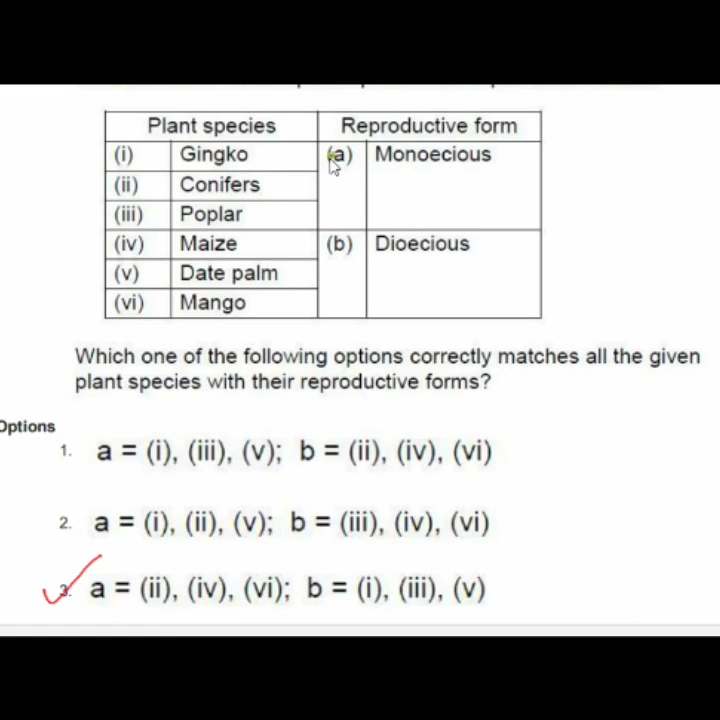 Plant species Reproductive form
(i) Gingko (a) Monoecious
(ii) Conifers
(iii) Poplar
(iv) Maize (b) Dioecious
(v) Date palm
(vi) Mango
Which one of the following options correctly matches all the given
plant species with their reproductive forms?
Options
1. a = (i), (iii), (v); b = (ii), (iv), (vi)
2. a = (i), (ii), (v); b = (iii), (iv), (vi)
3. a = (ii), (iv), (vi); b = (i), (iii), (v)